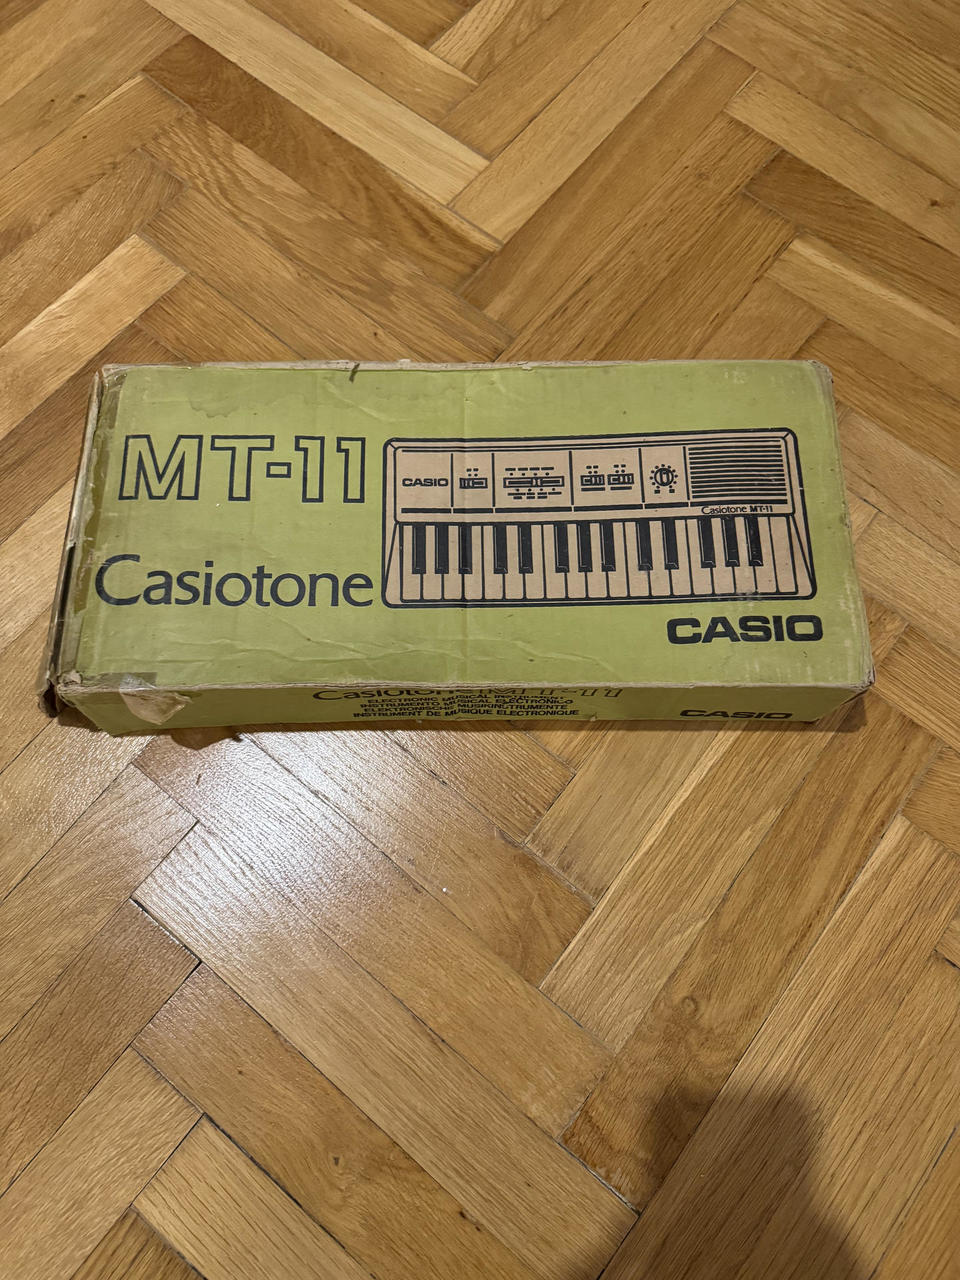 MT-11
CASIO
Casiotone MT-11
Casiotone
CASIO
Casiotone MT-11
INSTRUMENTO MUSICAL ELECTRONICO
INSTRUMENT DE MUSIQUE ELECTRONIQUE
CASIO